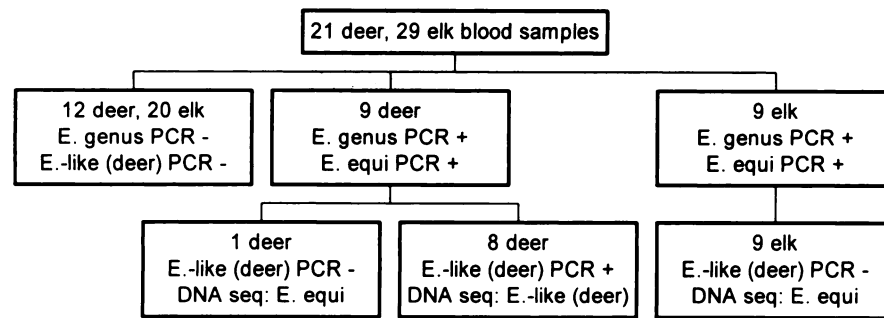 21 deer, 29 elk blood samples
12 deer, 20 elk
E. genus PCR -
E.-like (deer) PCR -
9 deer
E. genus PCR +
E. equi PCR +
9 elk
E. genus PCR +
E. equi PCR +
1 deer
E.-like (deer) PCR -
DNA seq: E. equi
8 deer
E.-like (deer) PCR +
DNA seq: E.-like (deer)
9 elk
E.-like (deer) PCR -
DNA seq: E. equi